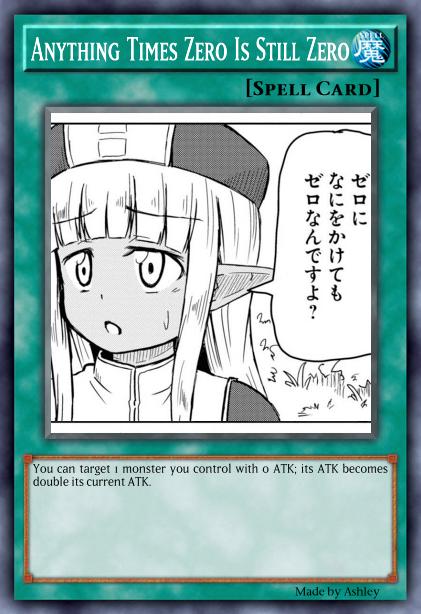 Anything Times Zero Is Still Zero
SPELL
魔
[Spell Card]
ゼロに
なにをかけても
ゼロなんですよ？
You can target 1 monster you control with 0 ATK; its ATK becomes
double its current ATK.
Made by Ashley